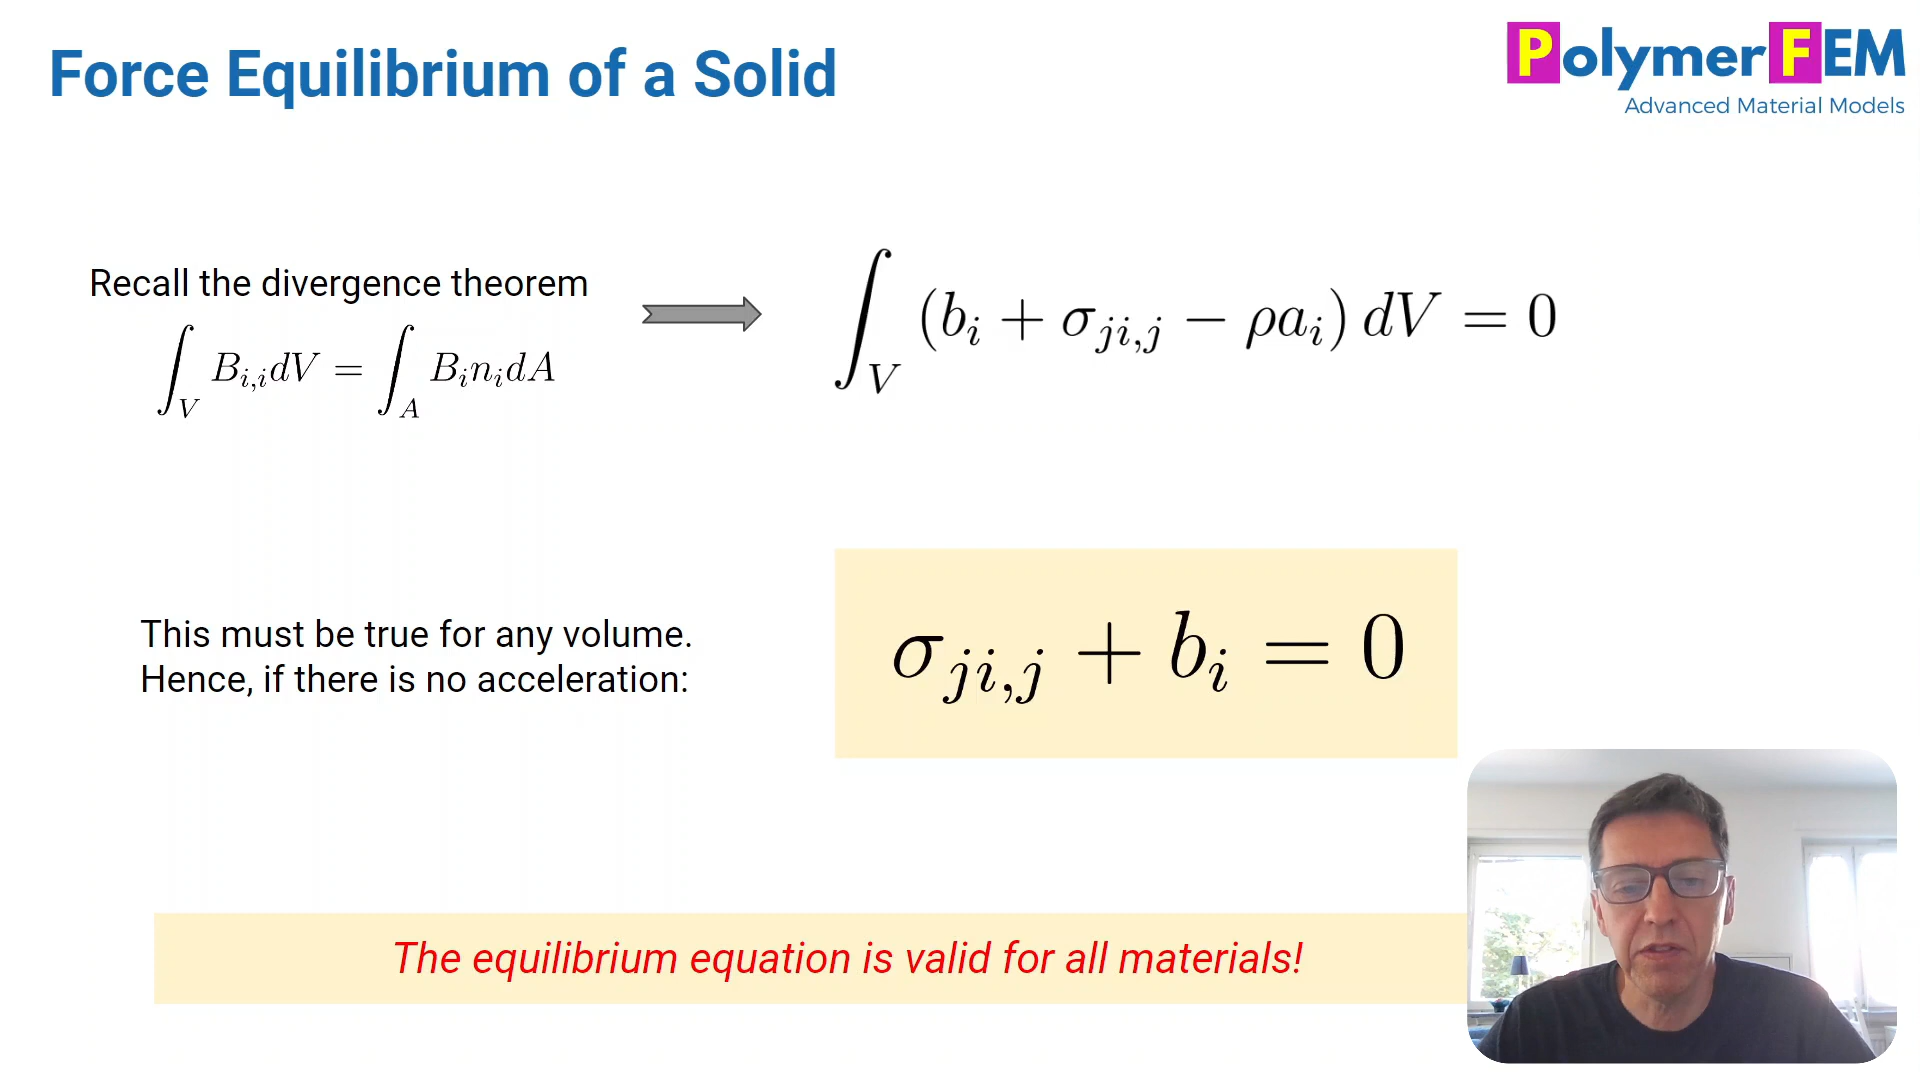 Force Equilibrium of a Solid
PolymerFEM
Advanced Material Models
Recall the divergence theorem
∫_V B_{i,i} dV = ∫_A B_i n_i dA
∫_V (b_i + σ_{ji,j} − ρa_i) dV = 0
This must be true for any volume.
Hence, if there is no acceleration:
σ_{ji,j} + b_i = 0
The equilibrium equation is valid for all materials!